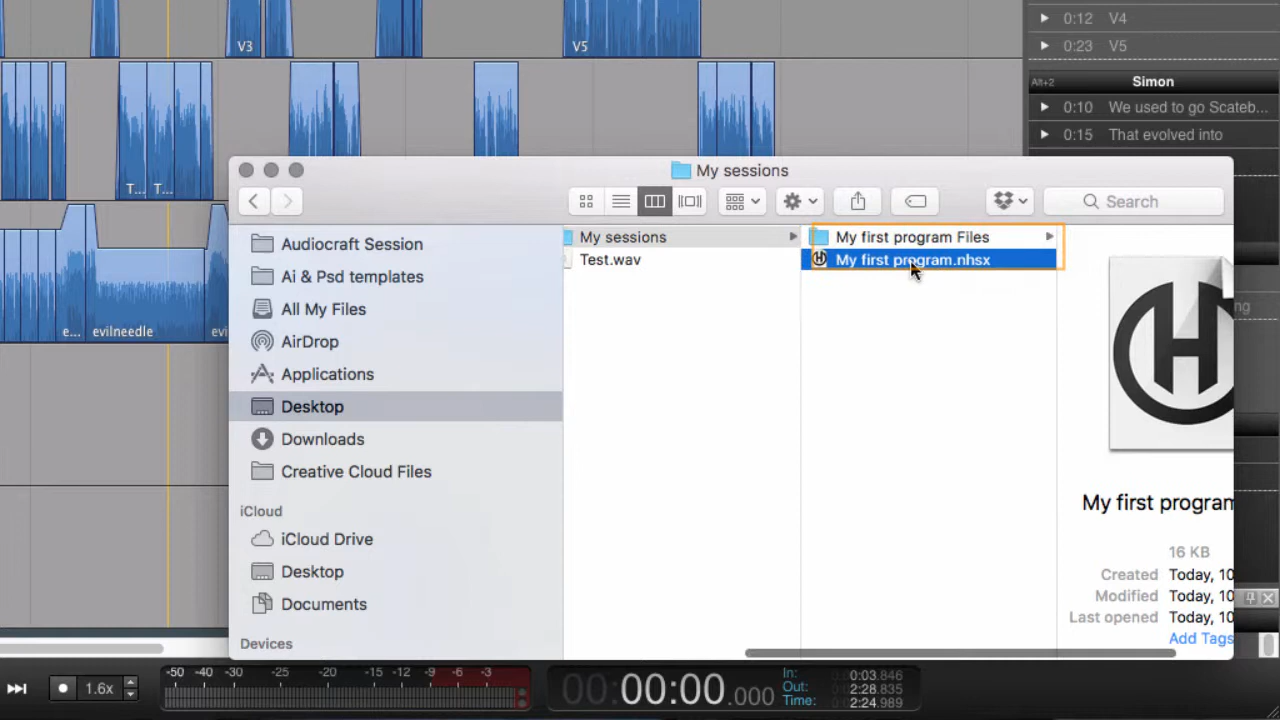 0:12 V4
V3
V5
0:23 V5
Alt+2 Simon
0:10 We used to go Scateb...
0:15 That evolved into
T... T...
My sessions
Search
Audiocraft Session
Ai & Psd templates
All My Files
AirDrop
Applications
Desktop
Downloads
Creative Cloud Files
iCloud
iCloud Drive
Desktop
Documents
Devices
My sessions
Test.wav
My first program Files
My first program.nhsx
H
My first program
16 KB
Created Today, 10
Modified Today, 10
Last opened Today, 10
Add Tags
e... evilneedle evi
ng
1.6x
-50 -40 -30 -25 -20 -15 -12 -9 -6 -3
00:00:00.000
In: 0:03.846
Out: 2:28.835
Time: 2:24.989